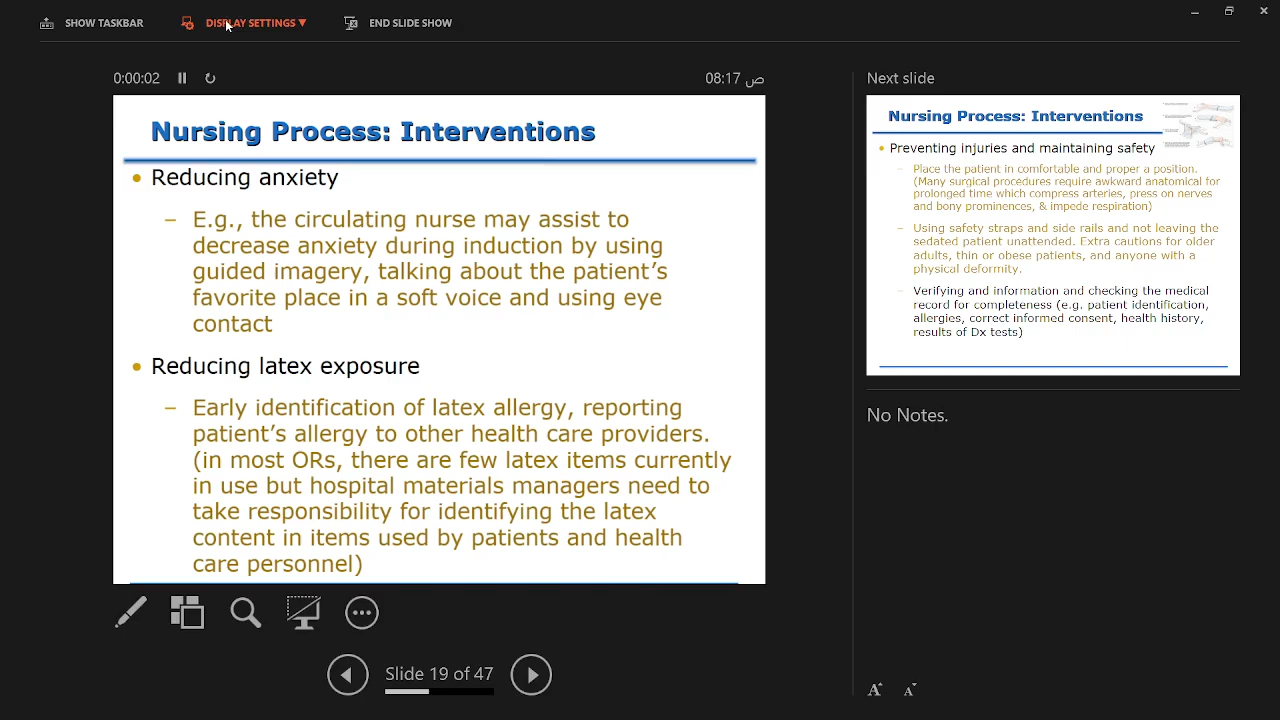 SHOW TASKBAR
DISPLAY SETTINGS ▼
END SLIDE SHOW
0:00:02
08:17 ص
Nursing Process: Interventions
• Reducing anxiety
– E.g., the circulating nurse may assist to
decrease anxiety during induction by using
guided imagery, talking about the patient’s
favorite place in a soft voice and using eye
contact
• Reducing latex exposure
– Early identification of latex allergy, reporting
patient’s allergy to other health care providers.
(in most ORs, there are few latex items currently
in use but hospital materials managers need to
take responsibility for identifying the latex
content in items used by patients and health
care personnel)
Slide 19 of 47
Next slide
Nursing Process: Interventions
• Preventing injuries and maintaining safety
– Place the patient in comfortable and proper a position.
(Many surgical procedures require awkward anatomical for
prolonged time which compress arteries, press on nerves
and bony prominences, & impede respiration)
– Using safety straps and side rails and not leaving the
sedated patient unattended. Extra cautions for older
adults, thin or obese patients, and anyone with a
physical deformity.
– Verifying and information and checking the medical
record for completeness (e.g. patient identification,
allergies, correct informed consent, health history,
results of Dx tests)
No Notes.
A A